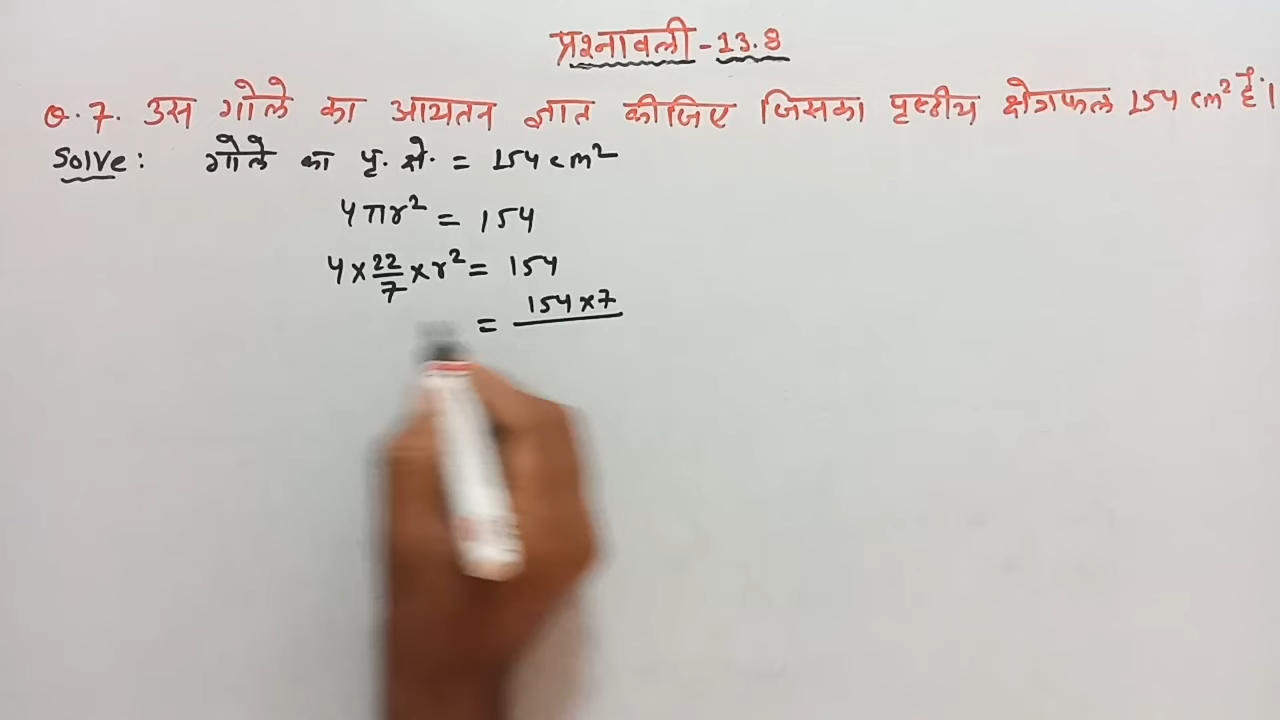 प्रश्नावली - 13.8
Q. 7. उस गोले का आयतन ज्ञात कीजिए जिसका पृष्ठीय क्षेत्रफल 154 cm² है।
Solve : गोले का पृ. क्षे. = 154 cm²
4πr² = 154
4 × 22/7 × r² = 154
= 154 × 7